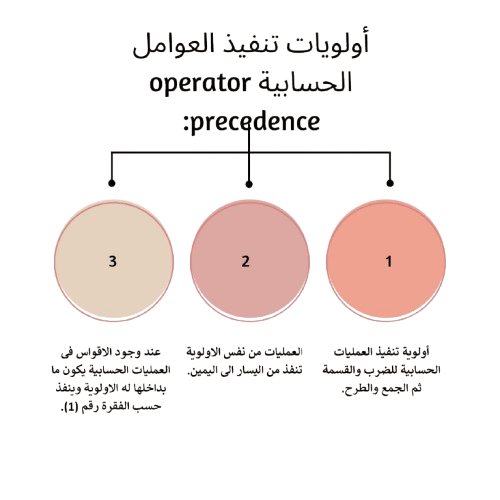 أولويات تنفيذ العوامل
الحسابية operator
precedence:
1
2
3
أولوية تنفيذ العمليات
الحسابية للضرب والقسمة
ثم الجمع والطرح.
العمليات من نفس الاولوية
تنفذ من اليسار الى اليمين.
عند وجود الاقواس فى
العمليات الحسابية يكون ما
بداخلها له الاولوية وينفذ
حسب الفقرة رقم (1).